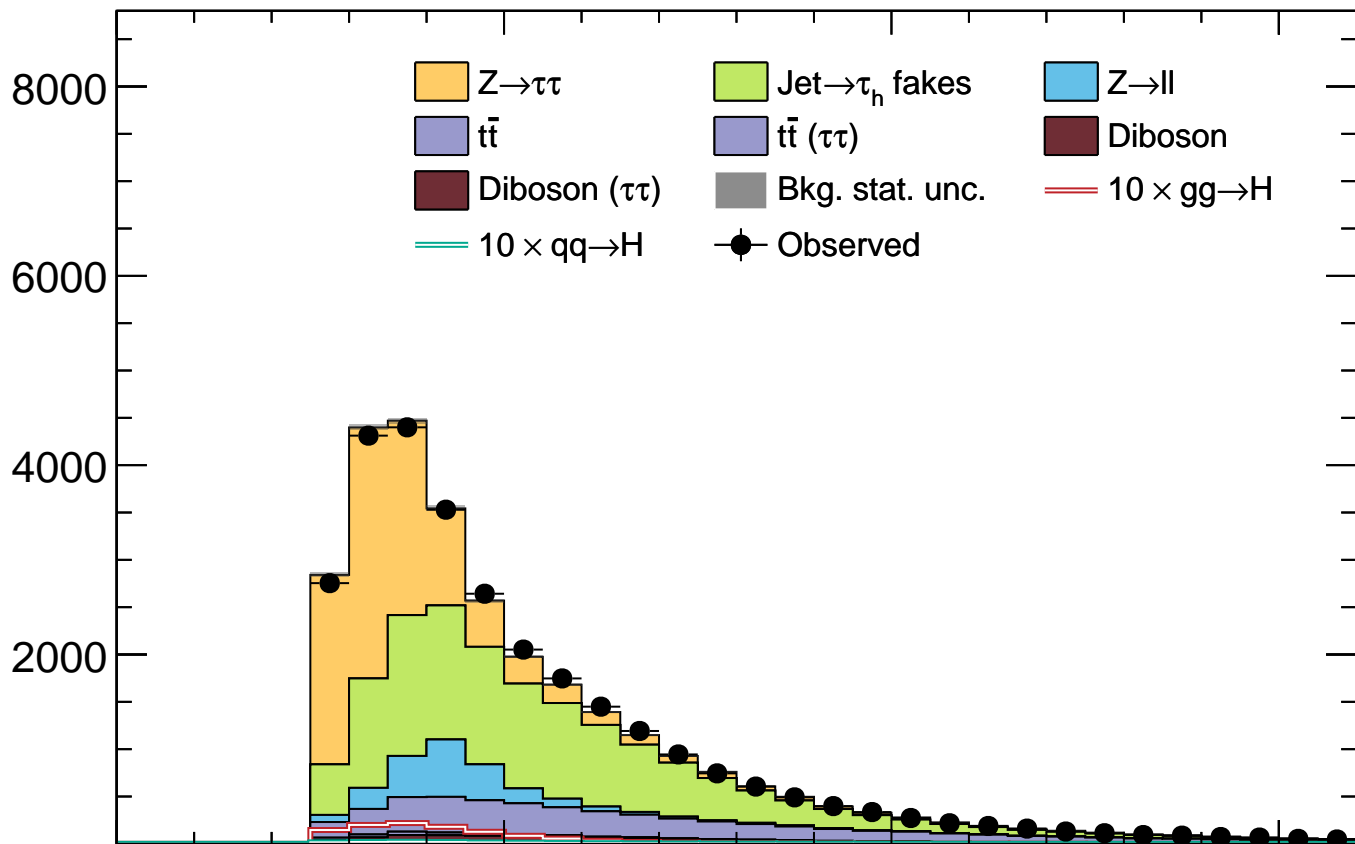 8000
Z→ττ Jet→τh fakes Z→ll
tt̄ tt̄ (ττ) Diboson
Diboson (ττ) Bkg. stat. unc. 10 × gg→H
10 × qq→H Observed
6000
4000
2000